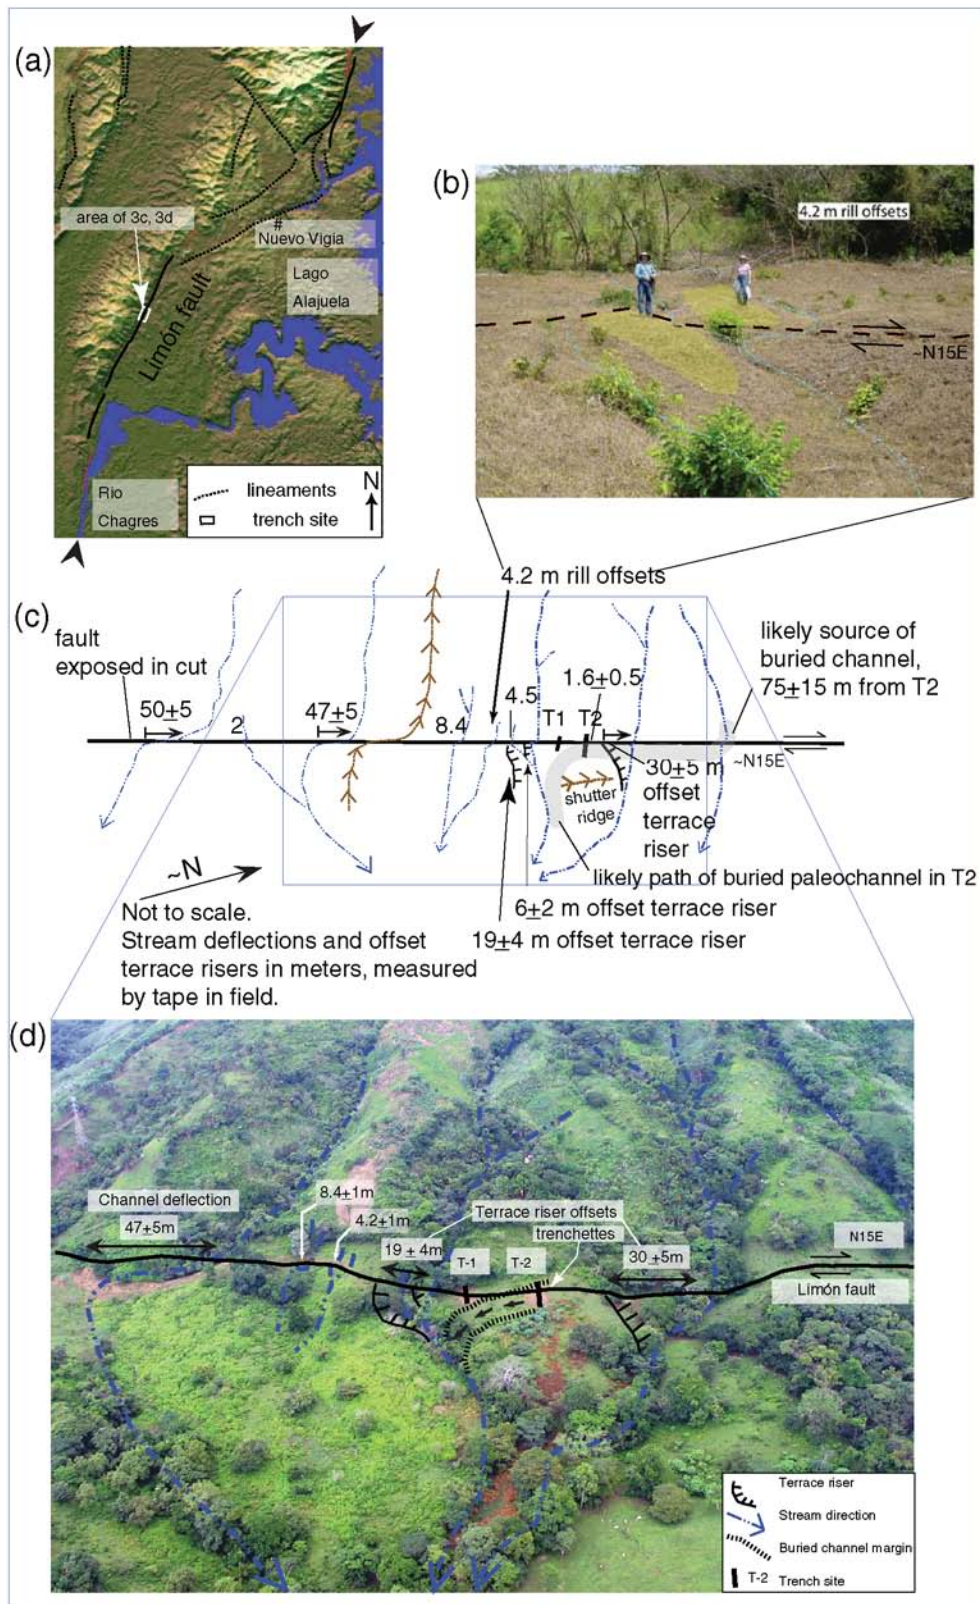 (a)
area of 3c, 3d
#
Nuevo Vigia
Lago
Alajuela
Limón fault
Rio
Chagres
lineaments
trench site
N
(b)
4.2 m rill offsets
~N15E
4.2 m rill offsets
(c)
fault
exposed in cut
50±5
2
47±5
8.4
4.5
T1
T2
1.6±0.5
likely source of
buried channel,
75±15 m from T2
~N15E
30±5 m
offset
terrace
riser
shutter
ridge
likely path of buried paleochannel in T2
6±2 m offset terrace riser
19±4 m offset terrace riser
~N
Not to scale.
Stream deflections and offset
terrace risers in meters, measured
by tape in field.
(d)
Channel deflection
47±5m
8.4±1m
4.2±1m
19 ± 4m
Terrace riser offsets
trenchettes
T-1
T-2
30±5m
N15E
Limón fault
Terrace riser
Stream direction
Buried channel margin
T-2 Trench site